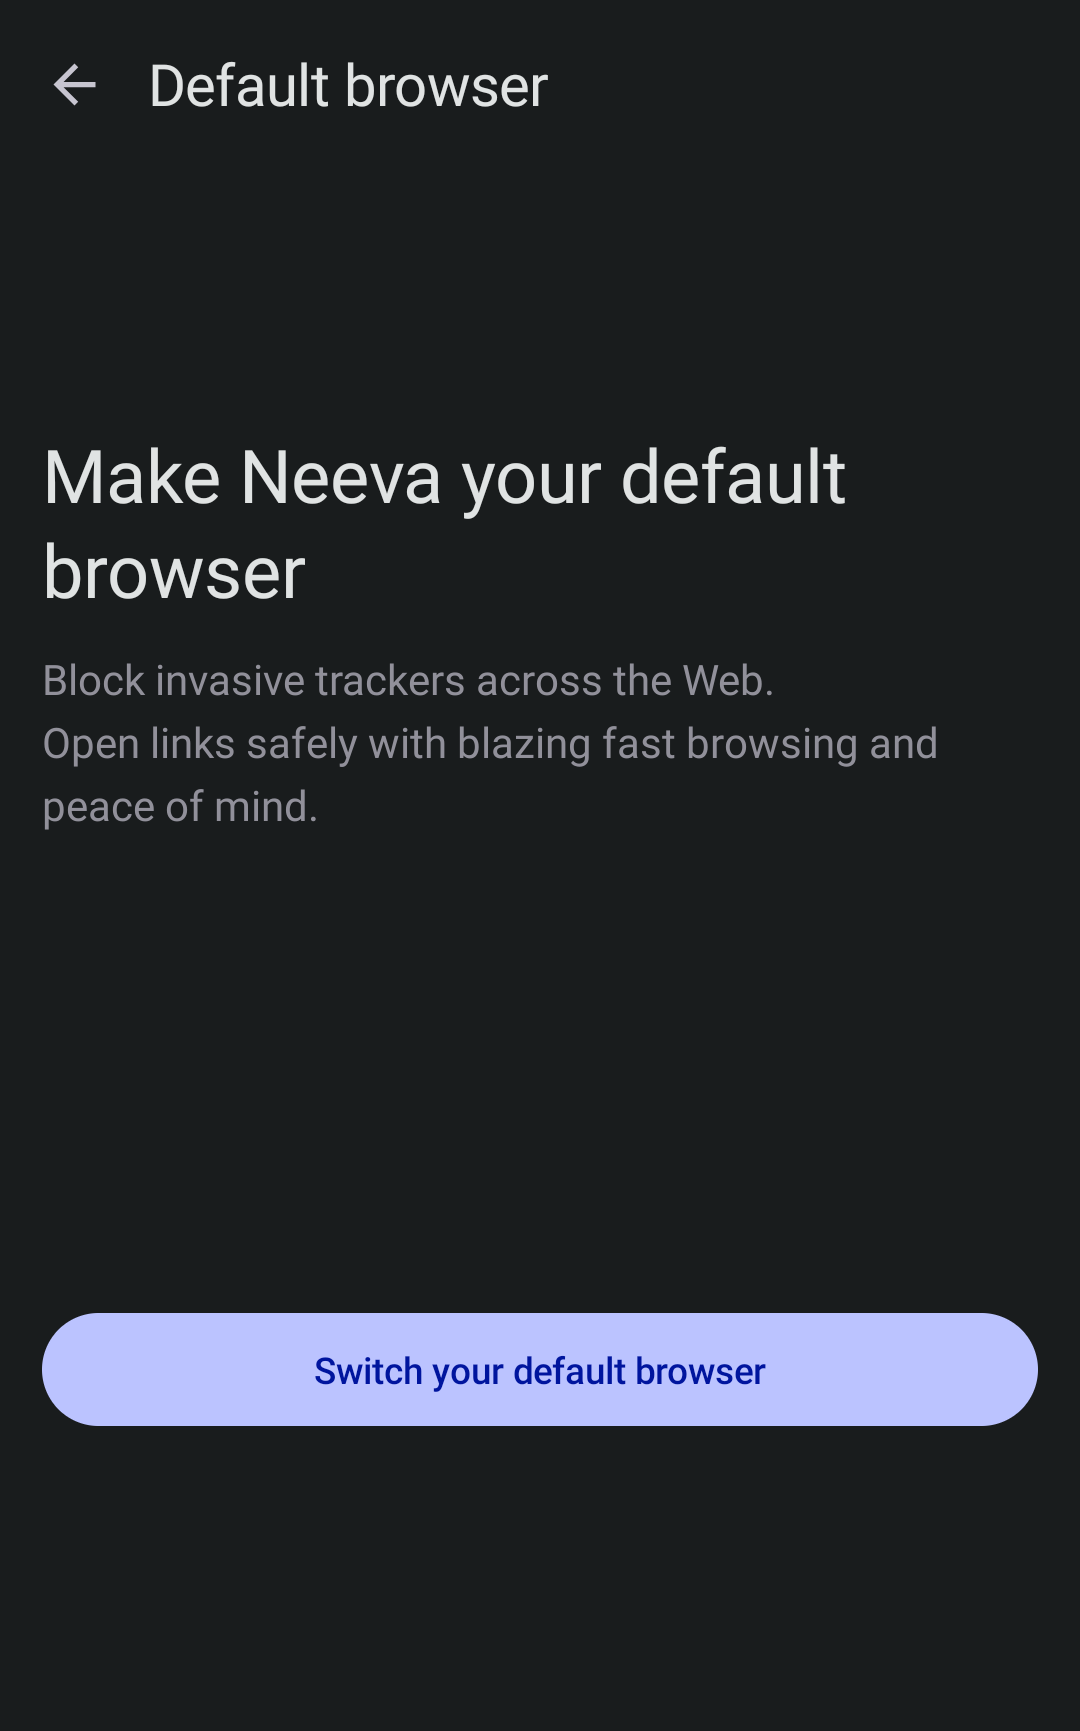 Default browser
Make Neeva your default
browser
Block invasive trackers across the Web.
Open links safely with blazing fast browsing and
peace of mind.
Switch your default browser